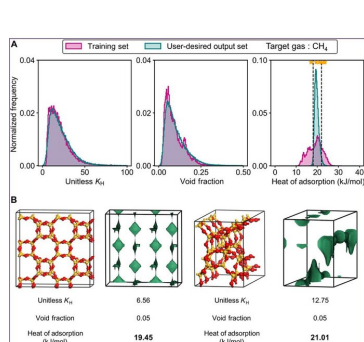 A
Training set User-desired output set Target gas : CH4
Normalized frequency
0.04 0.04 0.10
0.02 0.02 0.05
0.00 0.00 0.00
0 50 100 0.00 0.25 0.50 0 10 20 30 40
Unitless KH Void fraction Heat of adsorption (kJ/mol)
B
Unitless KH 6.56 Unitless KH 12.75
Void fraction 0.05 Void fraction 0.05
Heat of adsorption 19.45 Heat of adsorption 21.01
(kJ/mol) (kJ/mol)